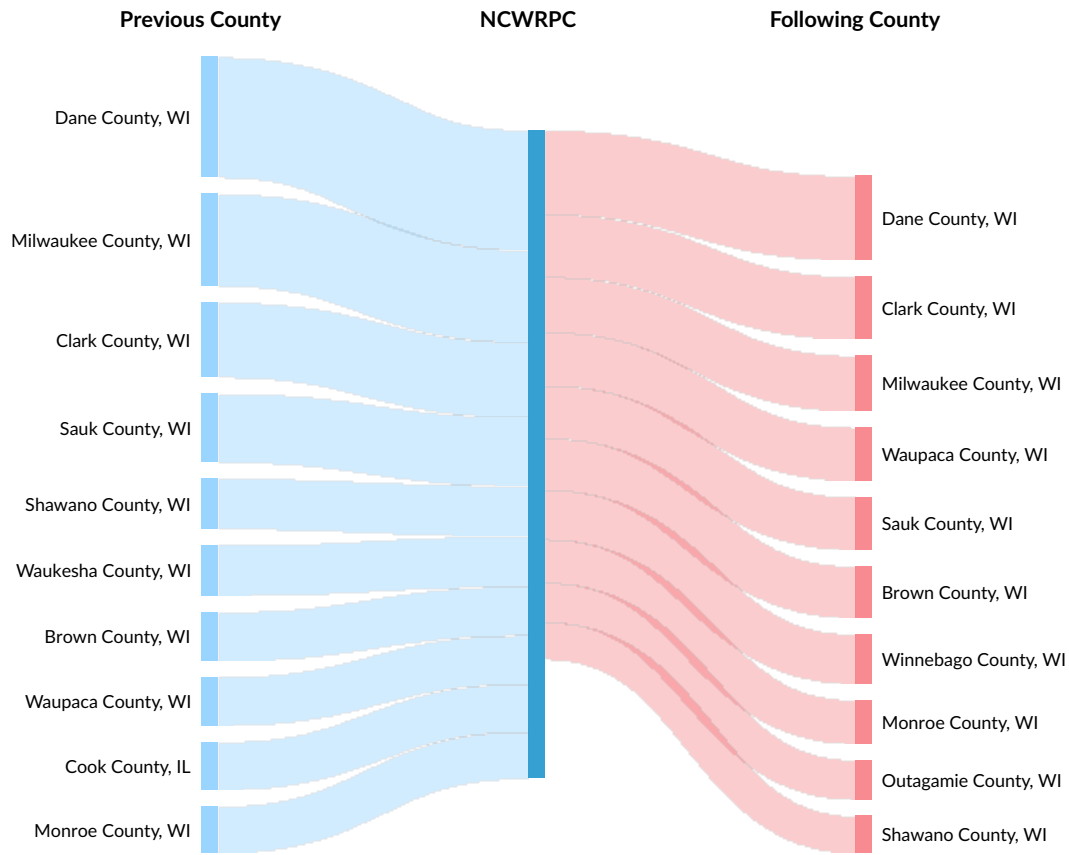 Previous County
NCWRPC
Following County
Dane County, WI
Milwaukee County, WI
Clark County, WI
Sauk County, WI
Shawano County, WI
Waukesha County, WI
Brown County, WI
Waupaca County, WI
Cook County, IL
Monroe County, WI
Dane County, WI
Clark County, WI
Milwaukee County, WI
Waupaca County, WI
Sauk County, WI
Brown County, WI
Winnebago County, WI
Monroe County, WI
Outagamie County, WI
Shawano County, WI